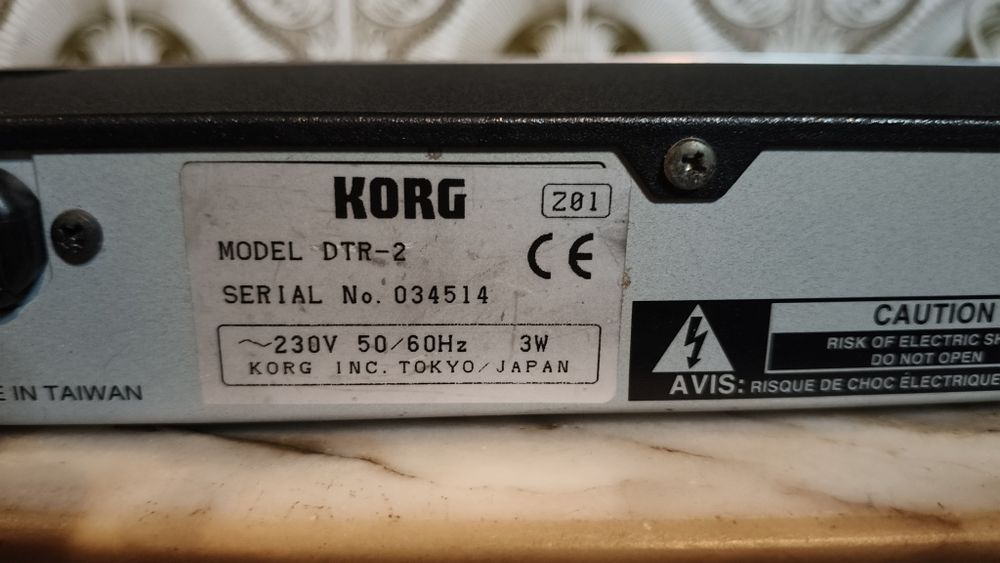 KORG
Z01
MODEL DTR-2
CE
SERIAL No. 034514
～230V 50/60Hz 3W
KORG INC. TOKYO/JAPAN
E IN TAIWAN
CAUTION
RISK OF ELECTRIC SH
DO NOT OPEN
AVIS: RISQUE DE CHOC ÉLECTRIQUE